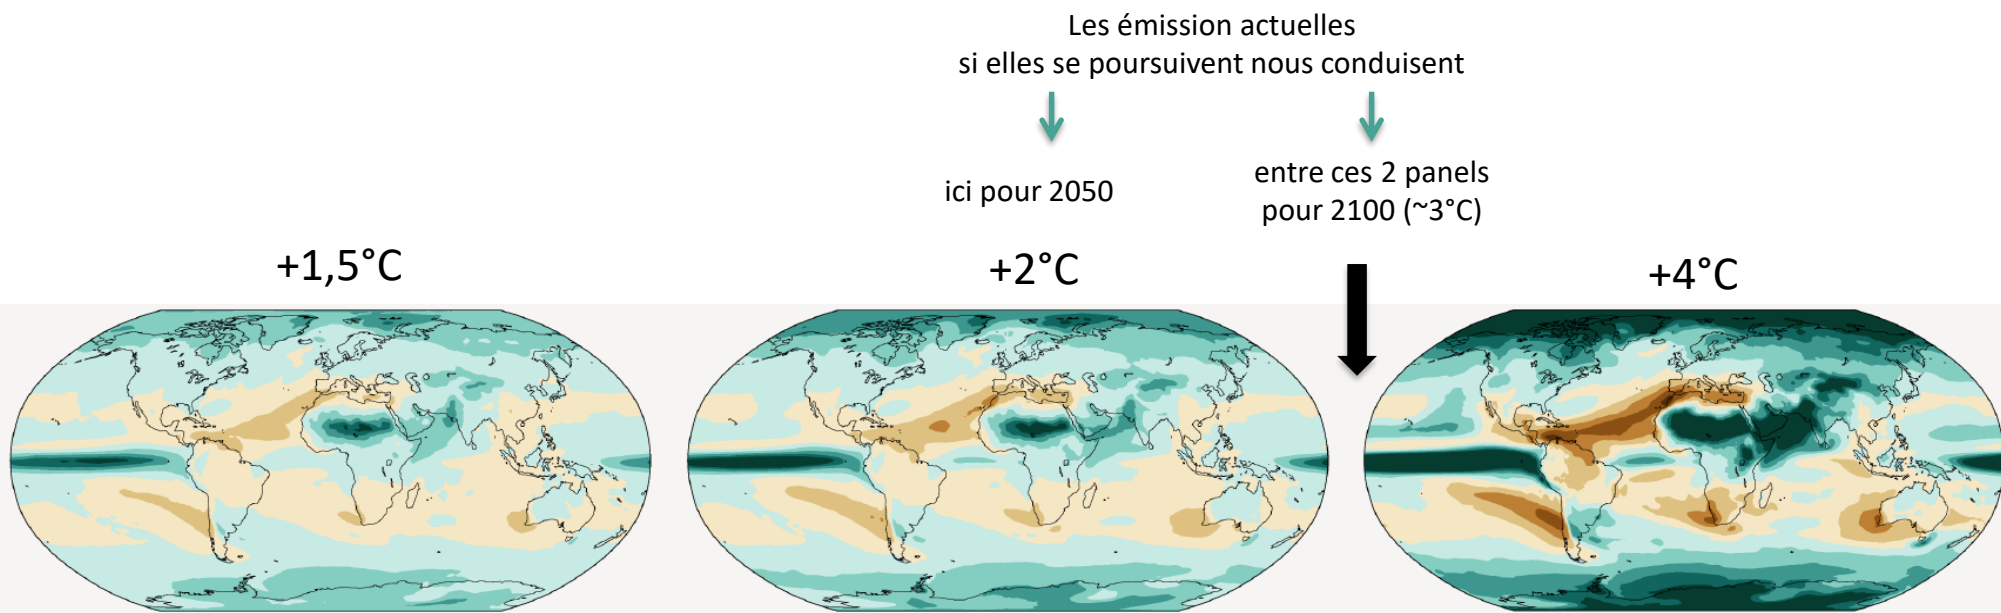 Les émission actuelles
si elles se poursuivent nous conduisent
ici pour 2050
entre ces 2 panels
pour 2100 (~3°C)
+1,5°C
+2°C
+4°C